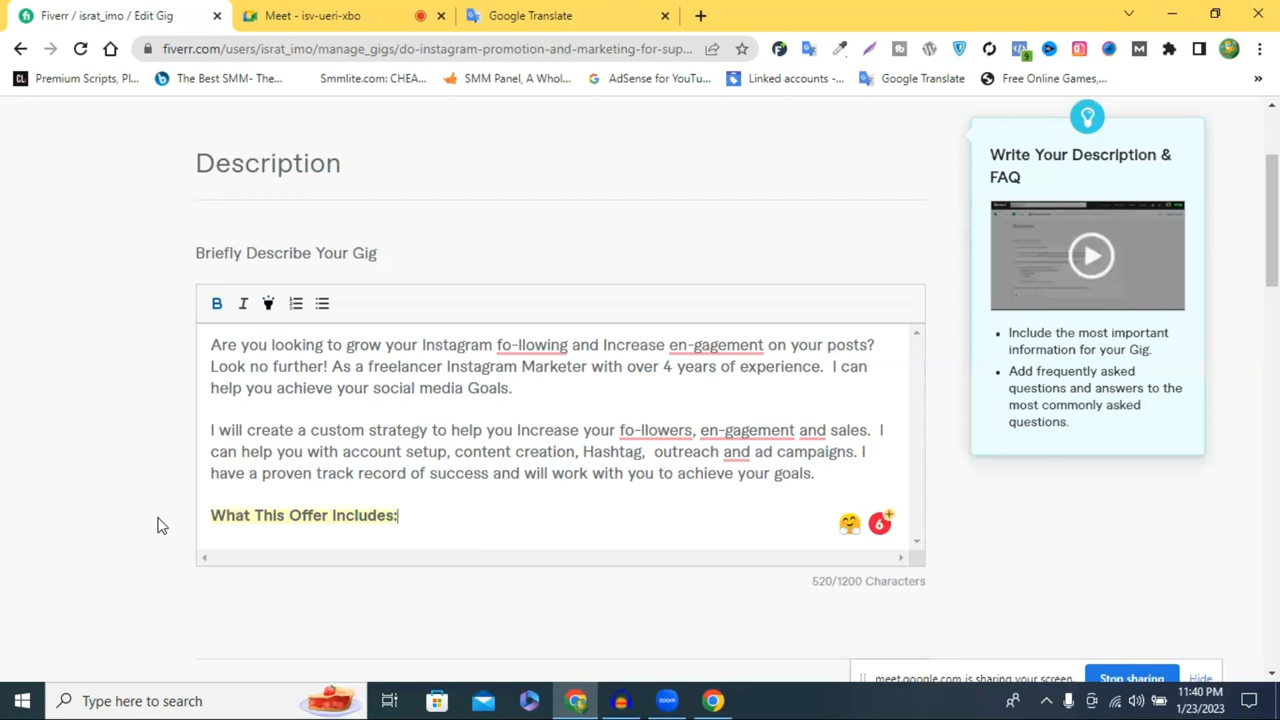 Fiverr / israt_imo / Edit Gig
Meet - isv-ueri-xbo
Google Translate
fiverr.com/users/israt_imo/manage_gigs/do-instagram-promotion-and-marketing-for-sup...
9
Premium Scripts, Pl...
The Best SMM- The...
Smmlite.com: CHEA...
SMM Panel, A Whol...
AdSense for YouTu...
Linked accounts -...
Google Translate
Free Online Games,...
Description
Briefly Describe Your Gig
B I
Are you looking to grow your Instagram fo-llowing and Increase en-gagement on your posts?
Look no further! As a freelancer Instagram Marketer with over 4 years of experience.  I can
help you achieve your social media Goals.
I will create a custom strategy to help you Increase your fo-llowers, en-gagement and sales.  I
can help you with account setup, content creation, Hashtag,  outreach and ad campaigns. I
have a proven track record of success and will work with you to achieve your goals.
What This Offer Includes:
6
520/1200 Characters
Write Your Description &
FAQ
Include the most important
information for your Gig.
Add frequently asked
questions and answers to the
most commonly asked
questions.
meet.google.com is sharing your screen.
Stop sharing
Hide
Type here to search
zoom
11:40 PM
1/23/2023